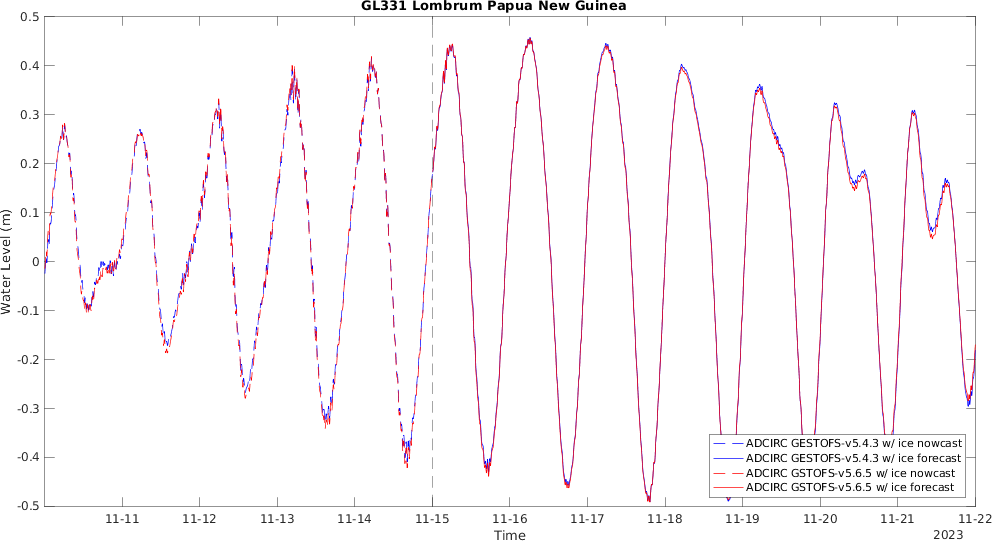 GL331 Lombrum Papua New Guinea
0.5
0.4
0.3
0.2
0.1
0
-0.1
-0.2
-0.3
-0.4
-0.5
Water Level (m)
ADCIRC GESTOFS-v5.4.3 w/ ice nowcast
ADCIRC GESTOFS-v5.4.3 w/ ice forecast
ADCIRC GSTOFS-v5.6.5 w/ ice nowcast
ADCIRC GSTOFS-v5.6.5 w/ ice forecast
11-11 11-12 11-13 11-14 11-15 11-16 11-17 11-18 11-19 11-20 11-21 11-22
Time
2023